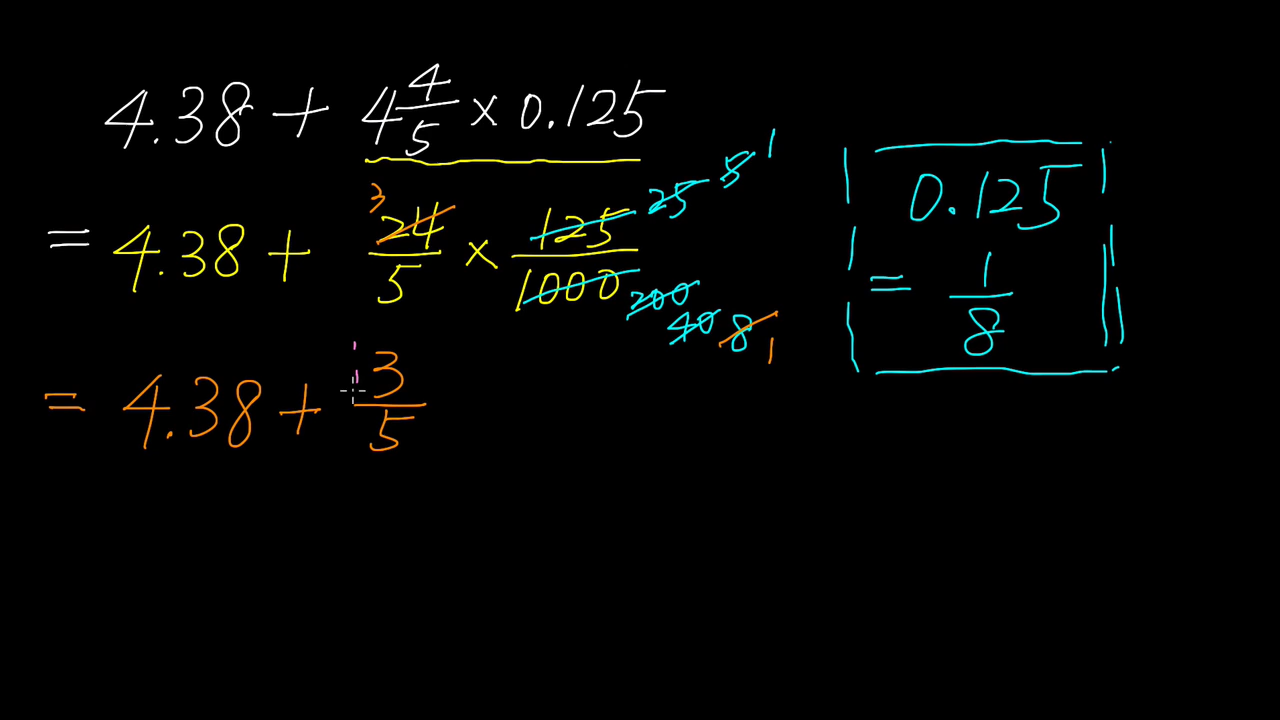 4.38 + 4 4/5 × 0.125
= 4.38 + 24/5 × 125/1000
3
25 5 1
200 40 8 1
= 4.38 + 3/5
0.125
= 1/8